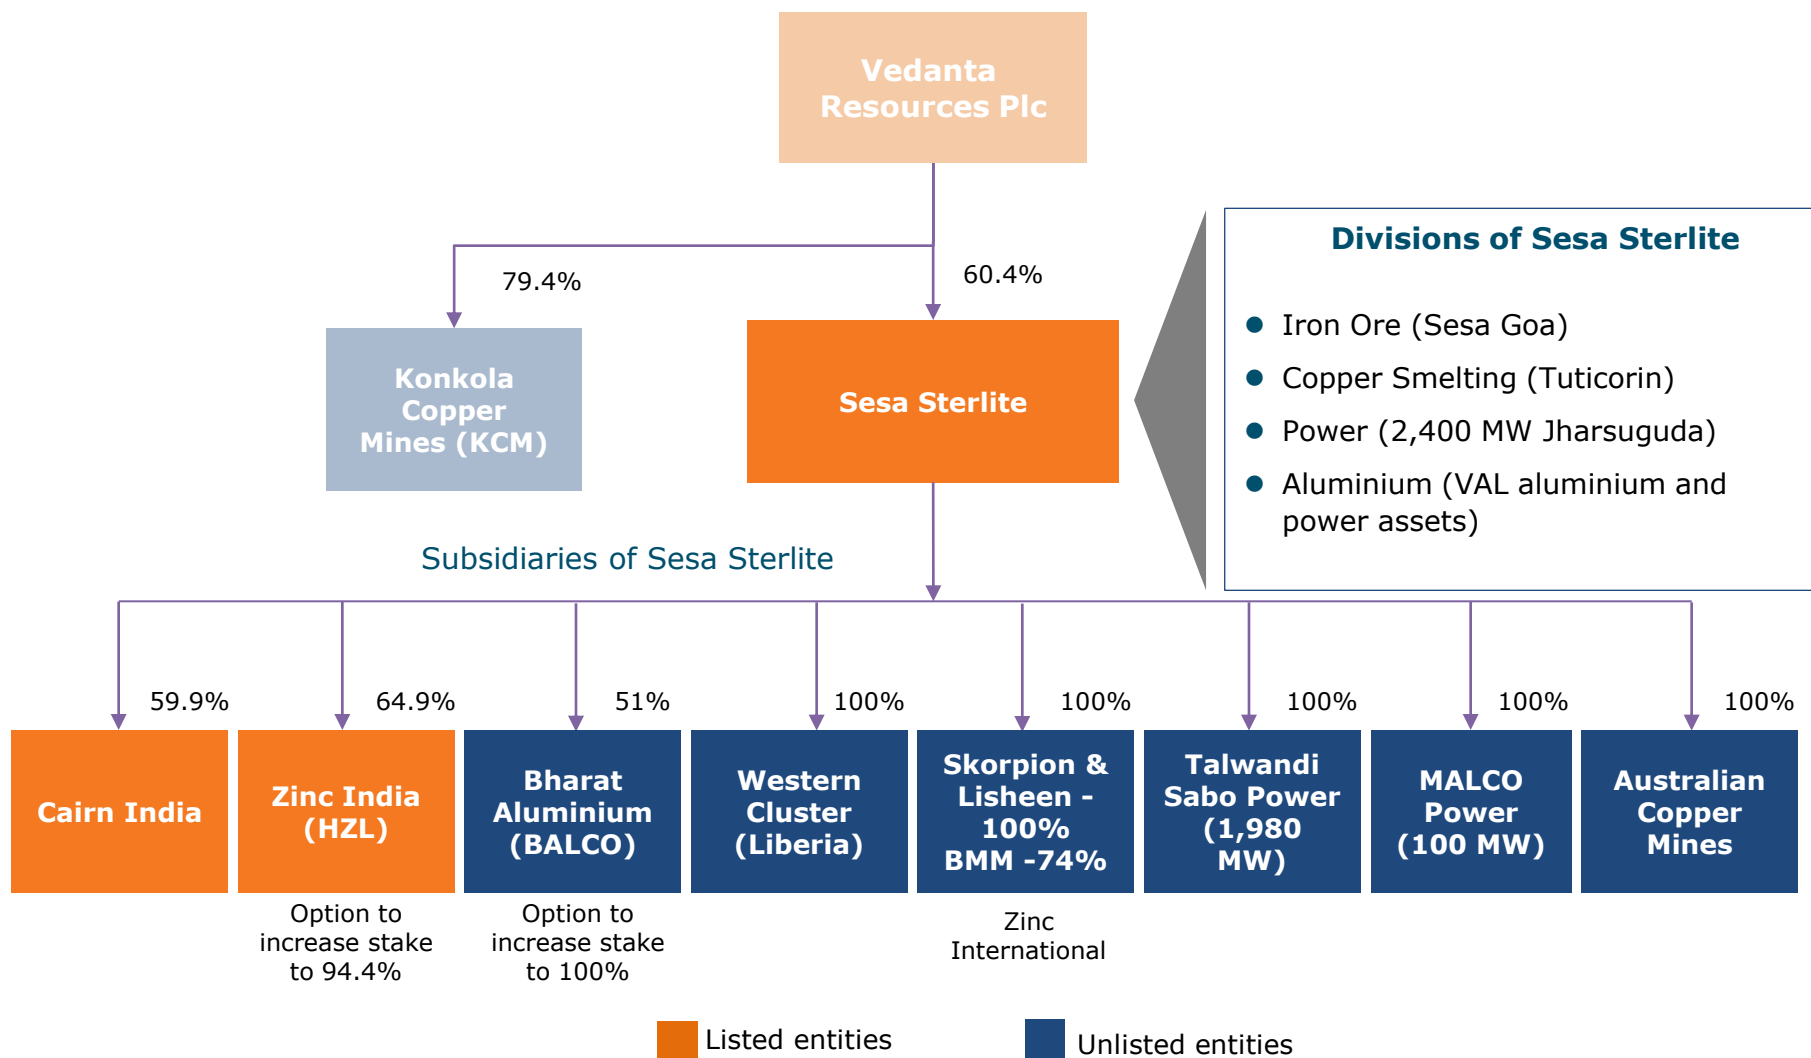 Vedanta
Resources Plc
79.4%
60.4%
Konkola
Copper
Mines (KCM)
Sesa Sterlite
Divisions of Sesa Sterlite
Iron Ore (Sesa Goa)
Copper Smelting (Tuticorin)
Power (2,400 MW Jharsuguda)
Aluminium (VAL aluminium and
power assets)
Subsidiaries of Sesa Sterlite
59.9%
64.9%
51%
100%
100%
100%
100%
100%
Cairn India
Zinc India
(HZL)
Bharat
Aluminium
(BALCO)
Western
Cluster
(Liberia)
Skorpion &
Lisheen -
100%
BMM -74%
Talwandi
Sabo Power
(1,980
MW)
MALCO
Power
(100 MW)
Australian
Copper
Mines
Option to
increase stake
to 94.4%
Option to
increase stake
to 100%
Zinc
International
Listed entities
Unlisted entities